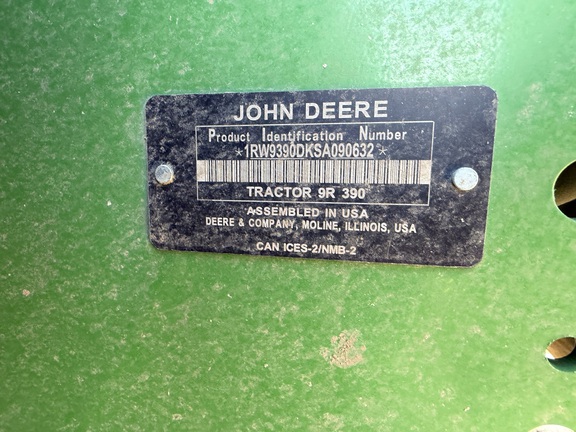 JOHN DEERE
Product Identification Number
*1RW9390DKSA090632*
TRACTOR 9R 390
ASSEMBLED IN USA
DEERE & COMPANY, MOLINE, ILLINOIS, USA
CAN ICES-2/NMB-2